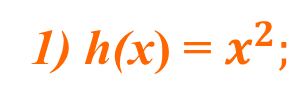 1) h(x) = x²;